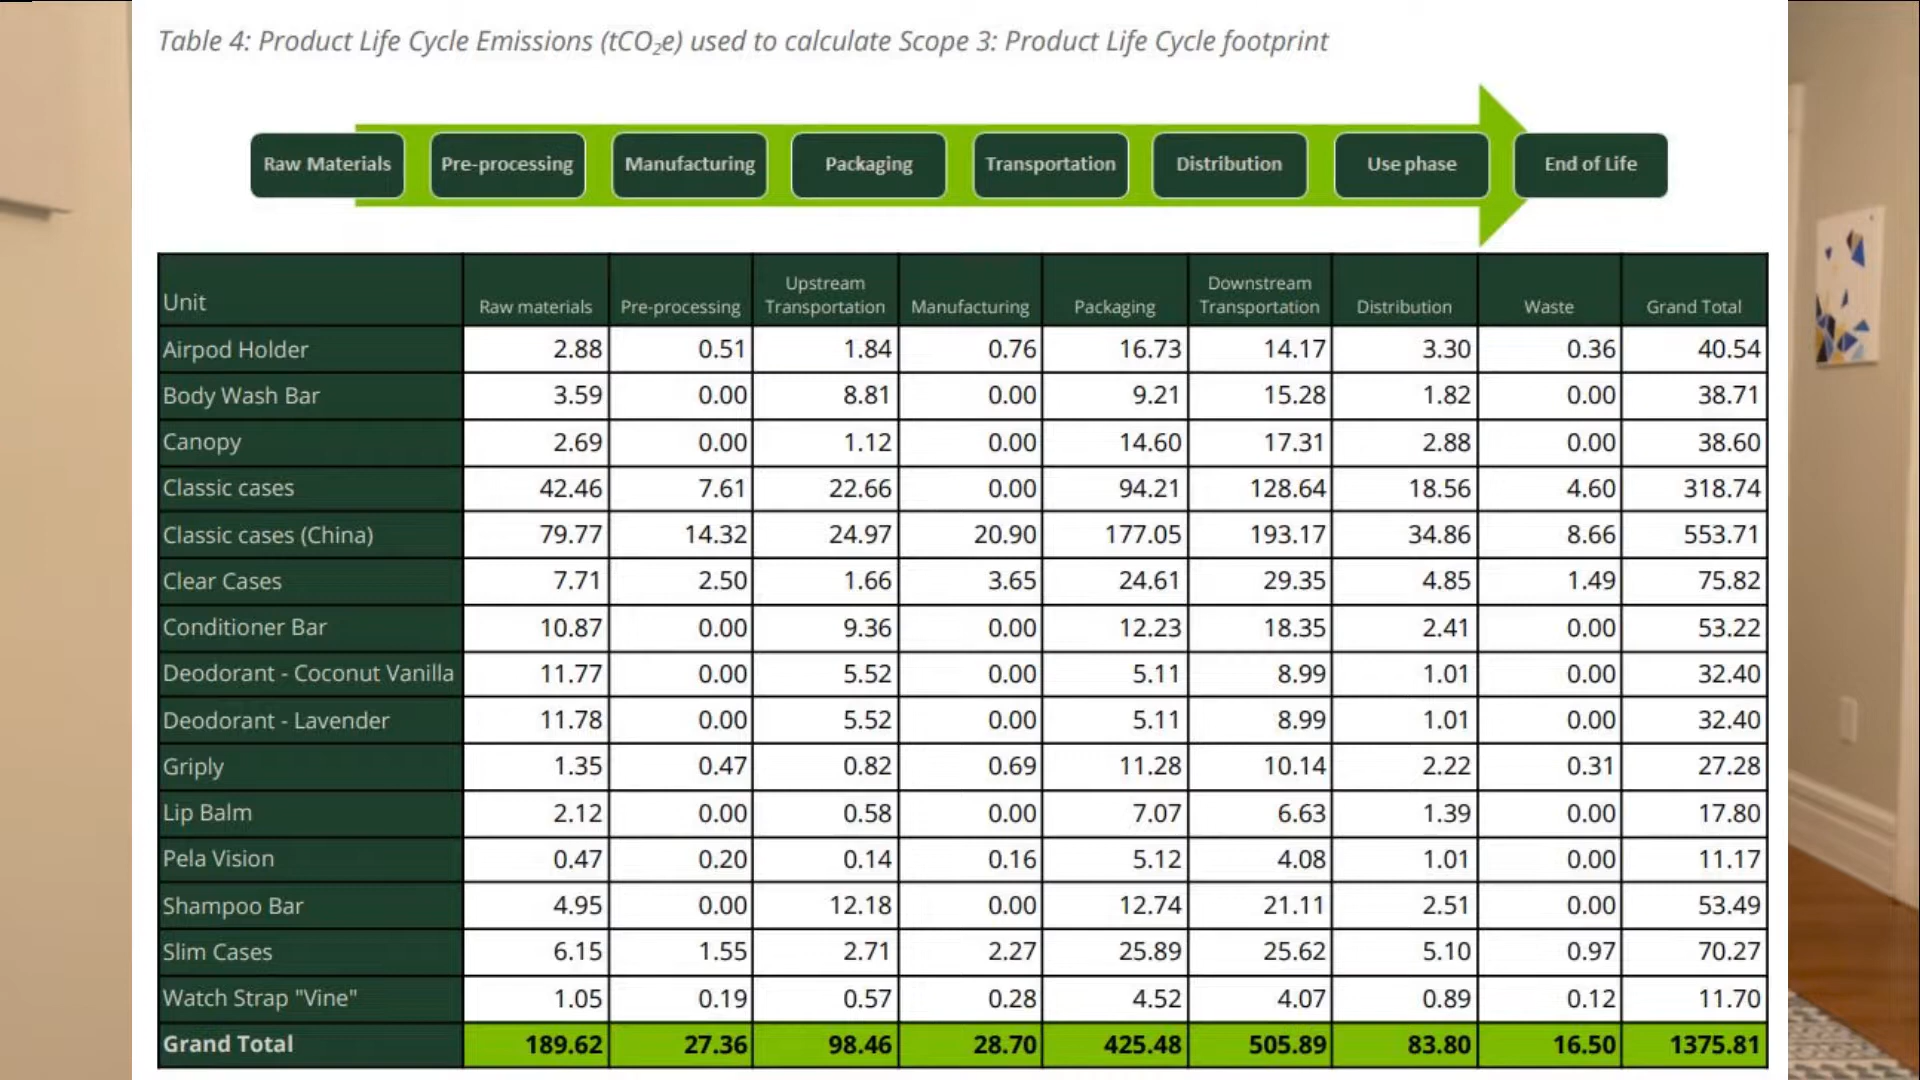 Table 4: Product Life Cycle Emissions (tCO₂e) used to calculate Scope 3: Product Life Cycle footprint
Raw Materials Pre-processing Manufacturing Packaging Transportation Distribution Use phase End of Life
Unit Raw materials Pre-processing Upstream Transportation Manufacturing Packaging Downstream Transportation Distribution Waste Grand Total
Airpod Holder 2.88 0.51 1.84 0.76 16.73 14.17 3.30 0.36 40.54
Body Wash Bar 3.59 0.00 8.81 0.00 9.21 15.28 1.82 0.00 38.71
Canopy 2.69 0.00 1.12 0.00 14.60 17.31 2.88 0.00 38.60
Classic cases 42.46 7.61 22.66 0.00 94.21 128.64 18.56 4.60 318.74
Classic cases (China) 79.77 14.32 24.97 20.90 177.05 193.17 34.86 8.66 553.71
Clear Cases 7.71 2.50 1.66 3.65 24.61 29.35 4.85 1.49 75.82
Conditioner Bar 10.87 0.00 9.36 0.00 12.23 18.35 2.41 0.00 53.22
Deodorant - Coconut Vanilla 11.77 0.00 5.52 0.00 5.11 8.99 1.01 0.00 32.40
Deodorant - Lavender 11.78 0.00 5.52 0.00 5.11 8.99 1.01 0.00 32.40
Griply 1.35 0.47 0.82 0.69 11.28 10.14 2.22 0.31 27.28
Lip Balm 2.12 0.00 0.58 0.00 7.07 6.63 1.39 0.00 17.80
Pela Vision 0.47 0.20 0.14 0.16 5.12 4.08 1.01 0.00 11.17
Shampoo Bar 4.95 0.00 12.18 0.00 12.74 21.11 2.51 0.00 53.49
Slim Cases 6.15 1.55 2.71 2.27 25.89 25.62 5.10 0.97 70.27
Watch Strap "Vine" 1.05 0.19 0.57 0.28 4.52 4.07 0.89 0.12 11.70
Grand Total 189.62 27.36 98.46 28.70 425.48 505.89 83.80 16.50 1375.81